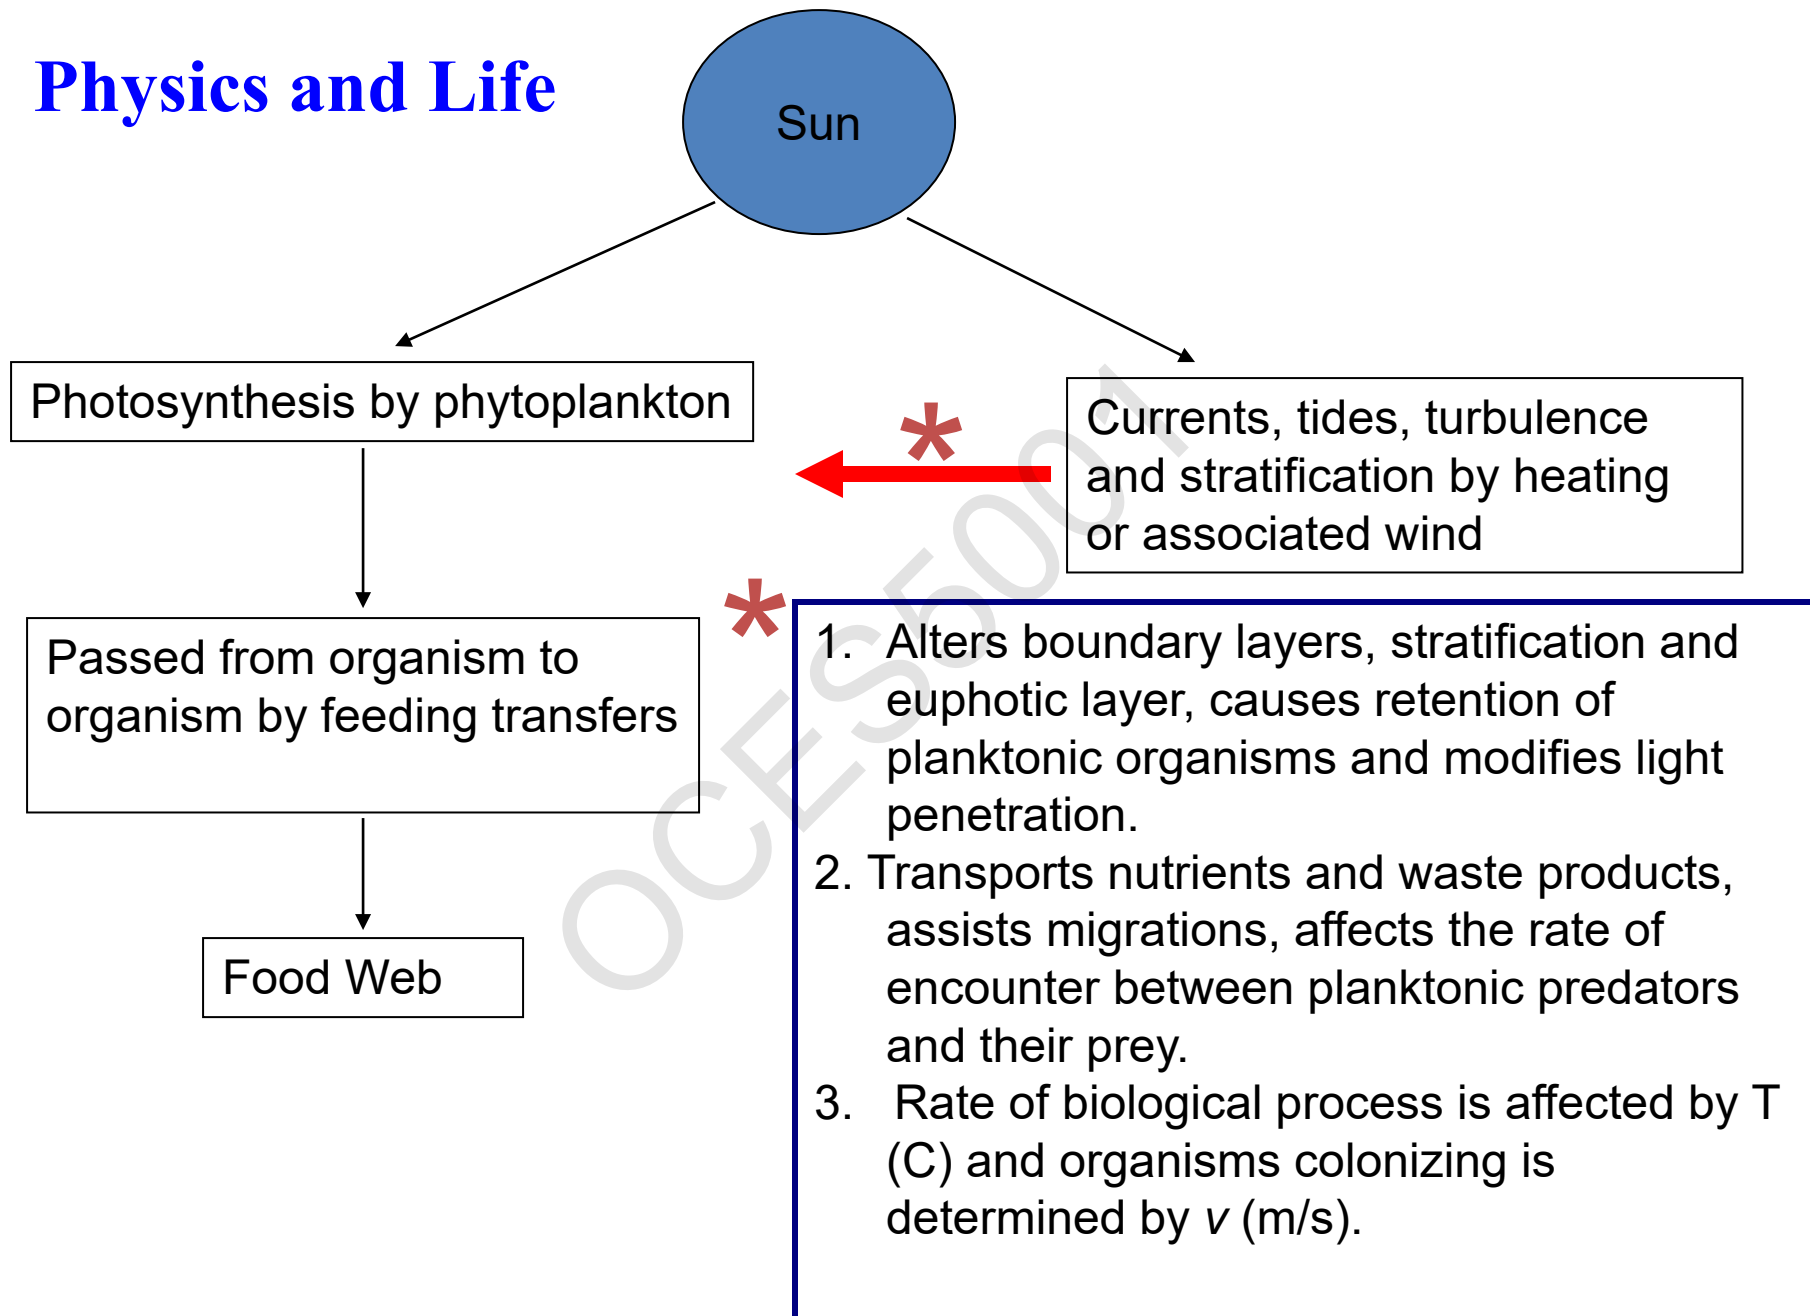 Physics and Life
Sun
Photosynthesis by phytoplankton
*
Currents, tides, turbulence
and stratification by heating
or associated wind
Passed from organism to
organism by feeding transfers
Food Web
*
1. Alters boundary layers, stratification and
euphotic layer, causes retention of
planktonic organisms and modifies light
penetration.
2. Transports nutrients and waste products,
assists migrations, affects the rate of
encounter between planktonic predators
and their prey.
3. Rate of biological process is affected by T
(C) and organisms colonizing is
determined by v (m/s).
OCES5001